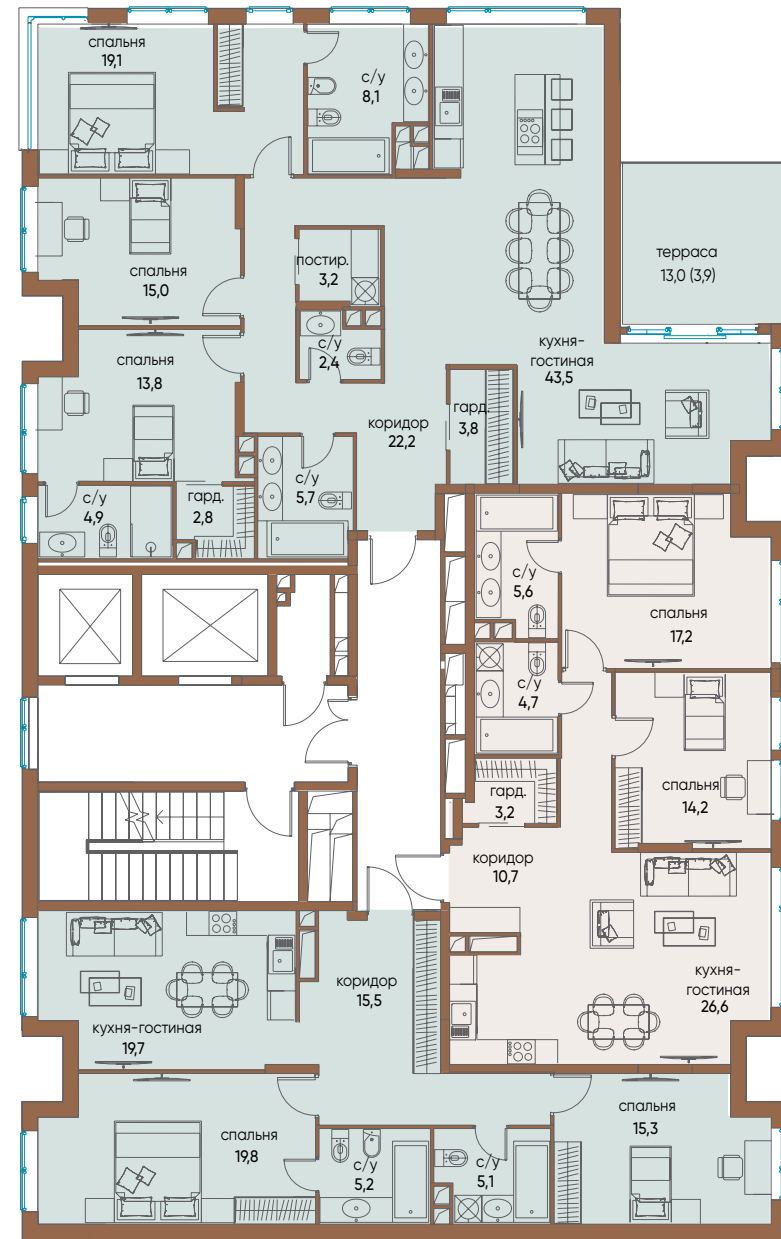 спальня
19,1
с/у
8,1
спальня
15,0
постир.
3,2
терраса
13,0 (3,9)
с/у
2,4
кухня-
гостиная
43,5
спальня
13,8
гард.
3,8
коридор
22,2
с/у
4,9
гард.
2,8
с/у
5,7
с/у
5,6
спальня
17,2
с/у
4,7
спальня
14,2
гард.
3,2
коридор
10,7
кухня-
гостиная
26,6
коридор
15,5
кухня-гостиная
19,7
спальня
19,8
с/у
5,2
с/у
5,1
спальня
15,3